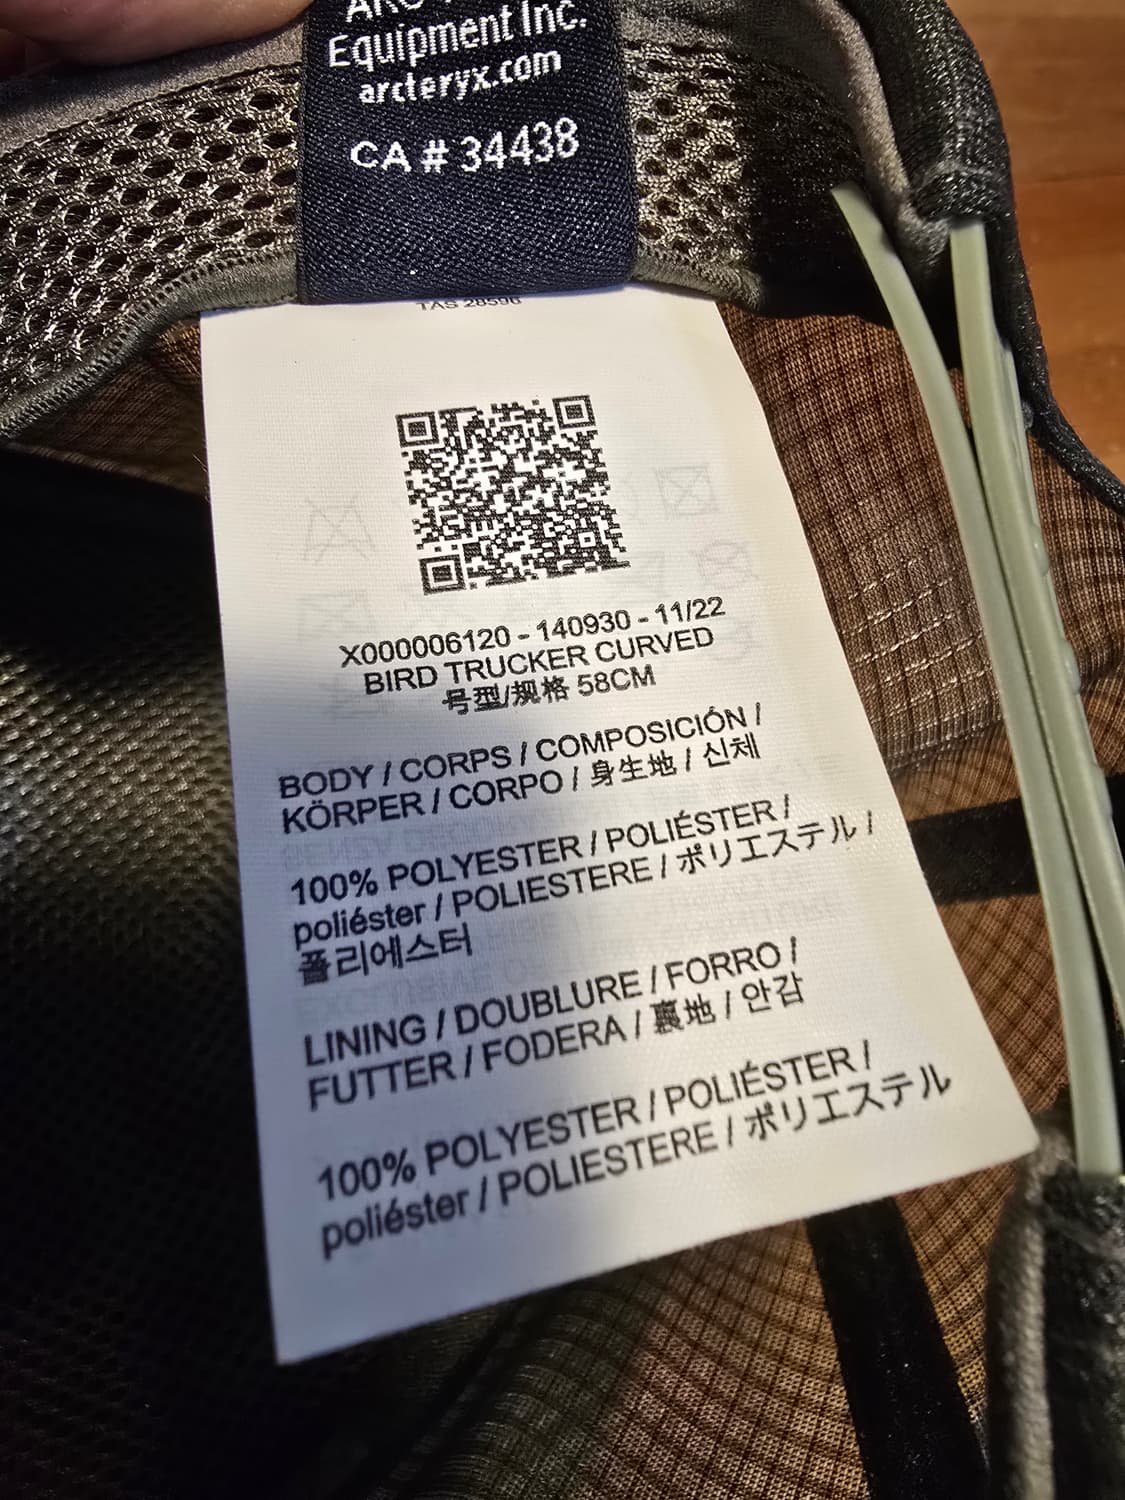 Equipment Inc.
arcteryx.com
CA # 34438
TAS 28596
X000006120 - 140930 - 11/22
BIRD TRUCKER CURVED
号型/规格 58CM
BODY / CORPS / COMPOSICIÓN /
KÖRPER / CORPO / 身生地 / 신체
100% POLYESTER / POLIÉSTER /
poliéster / POLIESTERE / ポリエステル /
폴리에스터
LINING / DOUBLURE / FORRO /
FUTTER / FODERA / 裏地 / 안감
100% POLYESTER / POLIÉSTER /
poliéster / POLIESTERE / ポリエステル